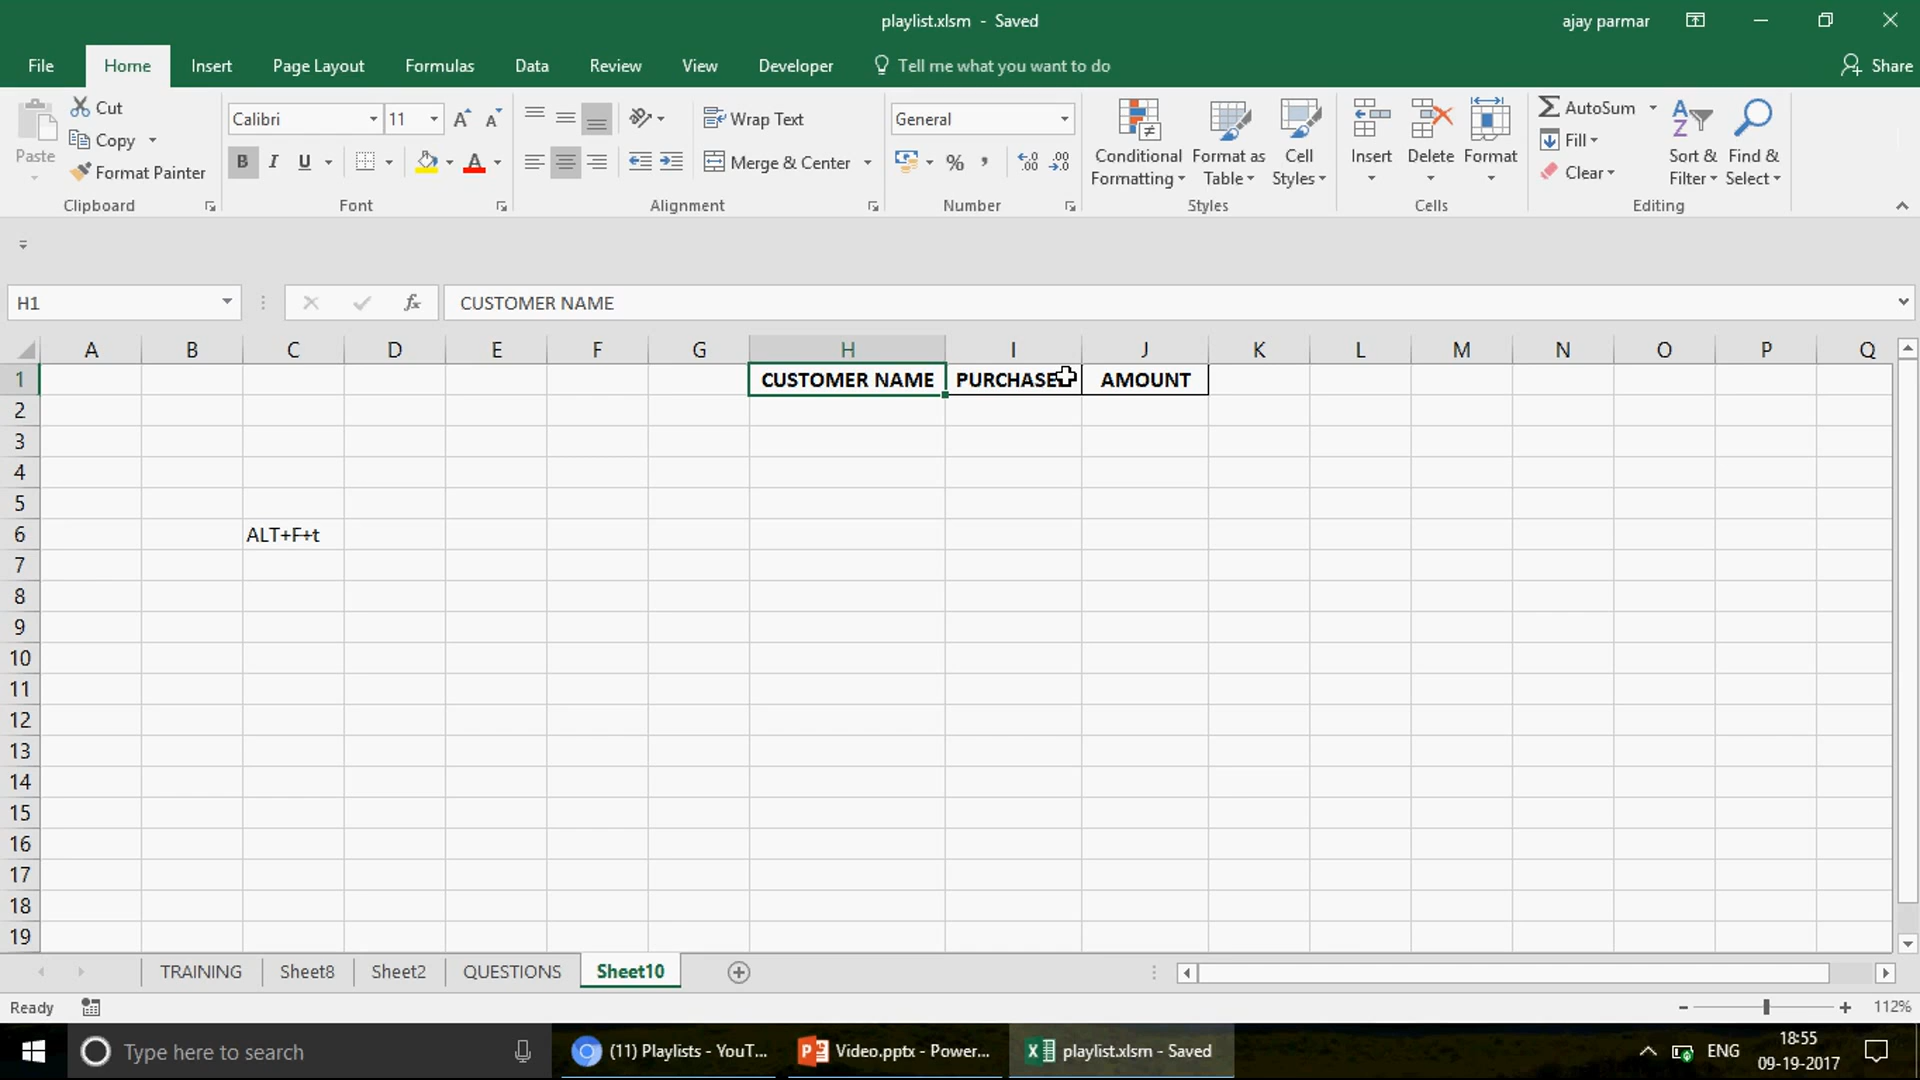 playlist.xlsm - Saved
ajay parmar
File Home Insert Page Layout Formulas Data Review View Developer Tell me what you want to do Share
Paste
Cut
Copy
Format Painter
Clipboard
Calibri 11
B I U A
Font
Wrap Text
Merge & Center
Alignment
General
%
Number
Conditional Formatting
Format as Table
Cell Styles
Styles
Insert Delete Format
Cells
AutoSum
Fill
Clear
Sort & Filter
Find & Select
Editing
H1 fx CUSTOMER NAME
A B C D E F G H I J K L M N O P Q
1 CUSTOMER NAME PURCHASE AMOUNT
2
3
4
5
6 ALT+F+t
7
8
9
10
11
12
13
14
15
16
17
18
19
TRAINING Sheet8 Sheet2 QUESTIONS Sheet10
Ready 112%
Type here to search
(11) Playlists - YouT...
Video.pptx - Power...
playlist.xlsm - Saved
ENG
18:55
09-19-2017